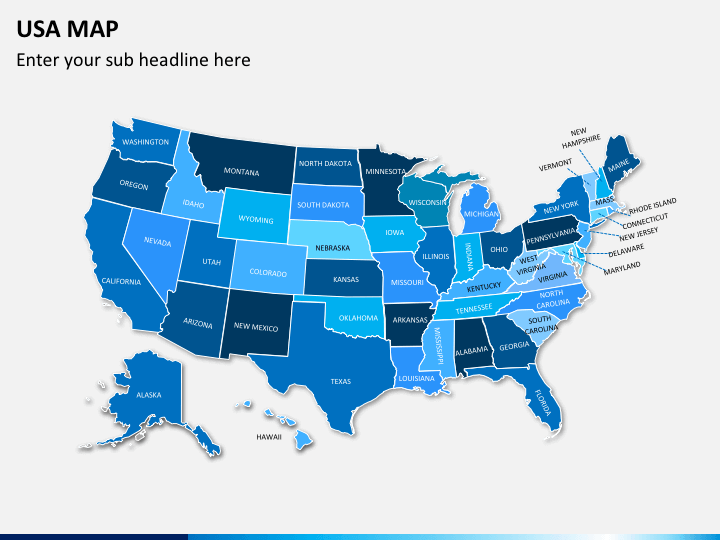 USA MAP
Enter your sub headline here
NEW
HAMPSHIRE
VERMONT
MAINE
WASHINGTON
MONTANA
NORTH DAKOTA
MINNESOTA
OREGON
IDAHO
SOUTH DAKOTA
WISCONSIN
MICHIGAN
NEW YORK
MASS
RHODE ISLAND
CONNECTICUT
WYOMING
IOWA
PENNSYLVANIA
NEW JERSEY
NEVADA
UTAH
NEBRASKA
ILLINOIS
INDIANA
OHIO
DELAWARE
MARYLAND
CALIFORNIA
COLORADO
KANSAS
MISSOURI
KENTUCKY
WEST
VIRGINIA
VIRGINIA
ARIZONA
NEW MEXICO
OKLAHOMA
ARKANSAS
TENNESSEE
NORTH
CAROLINA
SOUTH
CAROLINA
MISSISSIPPI
ALABAMA
GEORGIA
TEXAS
LOUISIANA
FLORIDA
ALASKA
HAWAII